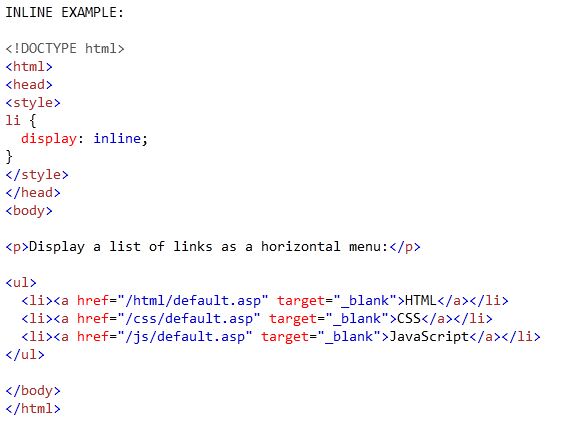 INLINE EXAMPLE:
<!DOCTYPE html>
<html>
<head>
<style>
li {
  display: inline;
}
</style>
</head>
<body>
<p>Display a list of links as a horizontal menu:</p>
<ul>
  <li><a href="/html/default.asp" target="_blank">HTML</a></li>
  <li><a href="/css/default.asp" target="_blank">CSS</a></li>
  <li><a href="/js/default.asp" target="_blank">JavaScript</a></li>
</ul>
</body>
</html>